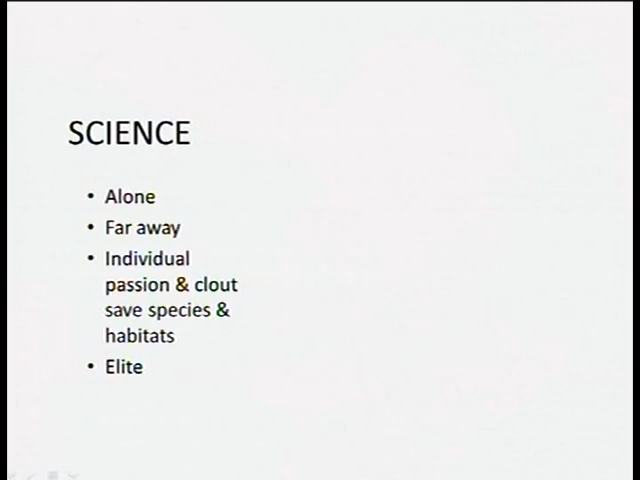 SCIENCE
• Alone
• Far away
• Individual
passion & clout
save species &
habitats
• Elite